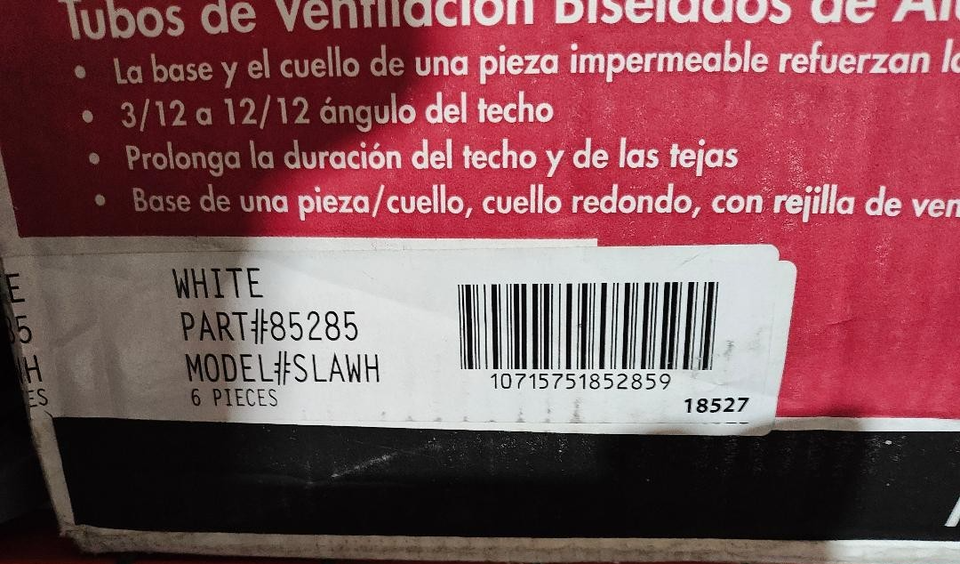 Tubos de Ventilación Biselados de
• La base y el cuello de una pieza impermeable refuerzan
• 3/12 a 12/12 ángulo del techo
• Prolonga la duración del techo y de las tejas
• Base de una pieza/cuello, cuello redondo, con rejilla de
WHITE
PART#85285
MODEL#SLAWH
6 PIECES
10715751852859
18527